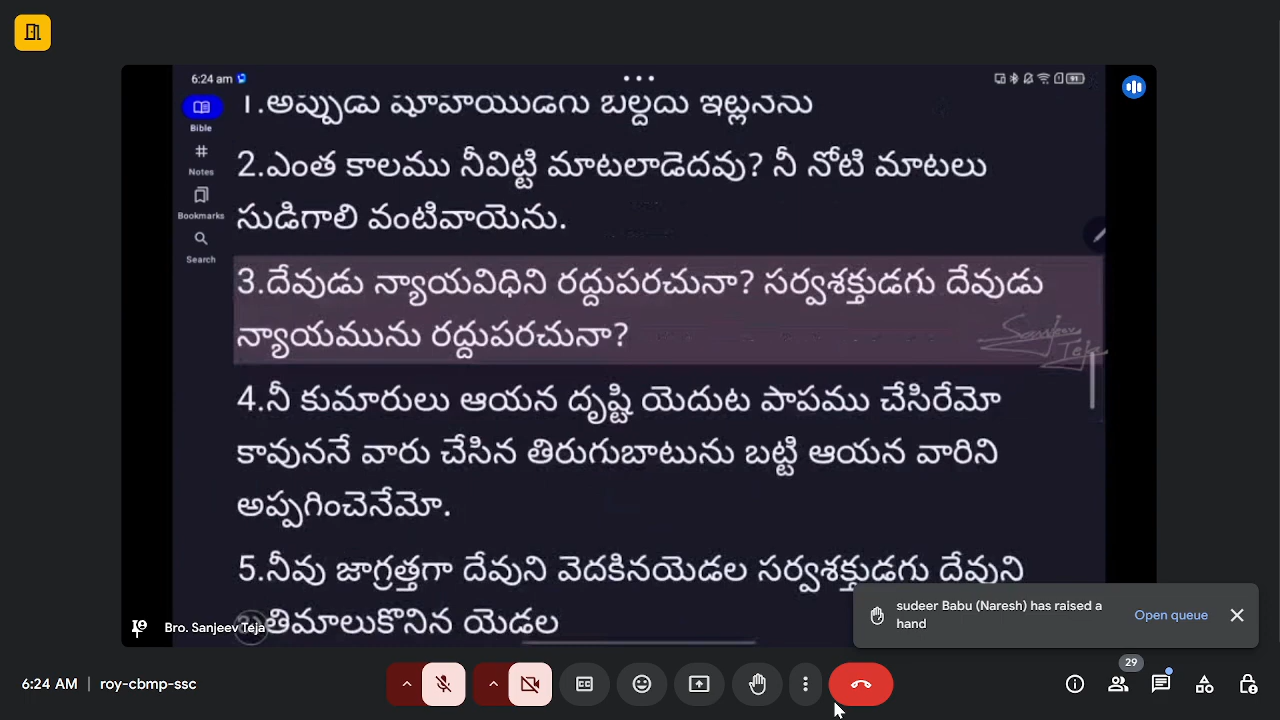 6:24 am
91
Bible
Notes
Bookmarks
Search
1.అప్పుడు షూహీయుడగు బిల్దదు ఇట్లనెను
2.ఎంత కాలము నీవిట్టి మాటలాడెదవు? నీ నోటి మాటలు
సుడిగాలి వంటివాయెను.
3.దేవుడు న్యాయవిధిని రద్దుపరచునా? సర్వశక్తుడగు దేవుడు
న్యాయమును రద్దుపరచునా?
Sanjeev
Teja
4.నీ కుమారులు ఆయన దృష్టి యెదుట పాపము చేసిరేమో
కావుననే వారు చేసిన తిరుగుబాటును బట్టి ఆయన వారిని
అప్పగించెనేమో.
5.నీవు జాగ్రత్తగా దేవుని వెదకినయెడల సర్వశక్తుడగు దేవుని
బతిమాలుకొనిన యెడల
Bro. Sanjeev Teja
sudeer Babu (Naresh) has raised a
hand
Open queue
6:24 AM | roy-cbmp-ssc
29